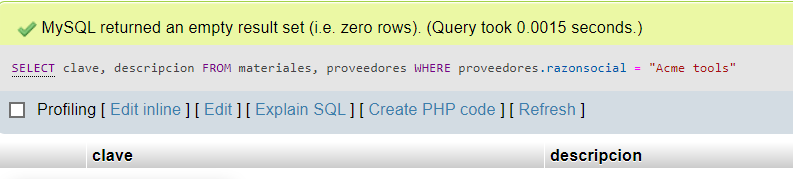 MySQL returned an empty result set (i.e. zero rows). (Query took 0.0015 seconds.)
SELECT clave, descripcion FROM materiales, proveedores WHERE proveedores.razonsocial = "Acme tools"
Profiling [ Edit inline ] [ Edit ] [ Explain SQL ] [ Create PHP code ] [ Refresh ]
clave descripcion